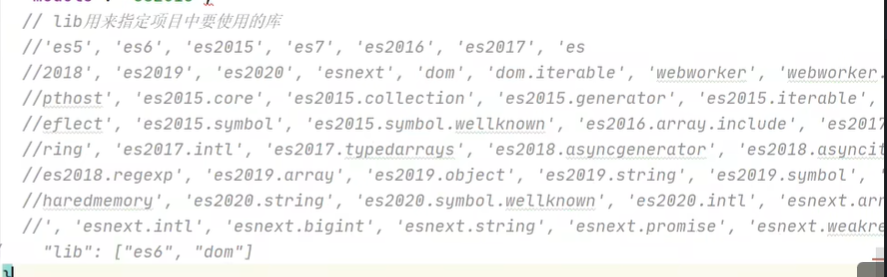 // lib用来指定项目中要使用的库
//'es5', 'es6', 'es2015', 'es7', 'es2016', 'es2017', 'es
//2018', 'es2019', 'es2020', 'esnext', 'dom', 'dom.iterable', 'webworker', 'webworker.
//pthost', 'es2015.core', 'es2015.collection', 'es2015.generator', 'es2015.iterable',
//eflect', 'es2015.symbol', 'es2015.symbol.wellknown', 'es2016.array.include', 'es2017
//ring', 'es2017.intl', 'es2017.typedarrays', 'es2018.asyncgenerator', 'es2018.asyncit
//es2018.regexp', 'es2019.array', 'es2019.object', 'es2019.string', 'es2019.symbol',
//haredmemory', 'es2020.string', 'es2020.symbol.wellknown', 'es2020.intl', 'esnext.arr
//', 'esnext.intl', 'esnext.bigint', 'esnext.string', 'esnext.promise', 'esnext.weakre
"lib": ["es6", "dom"]
}